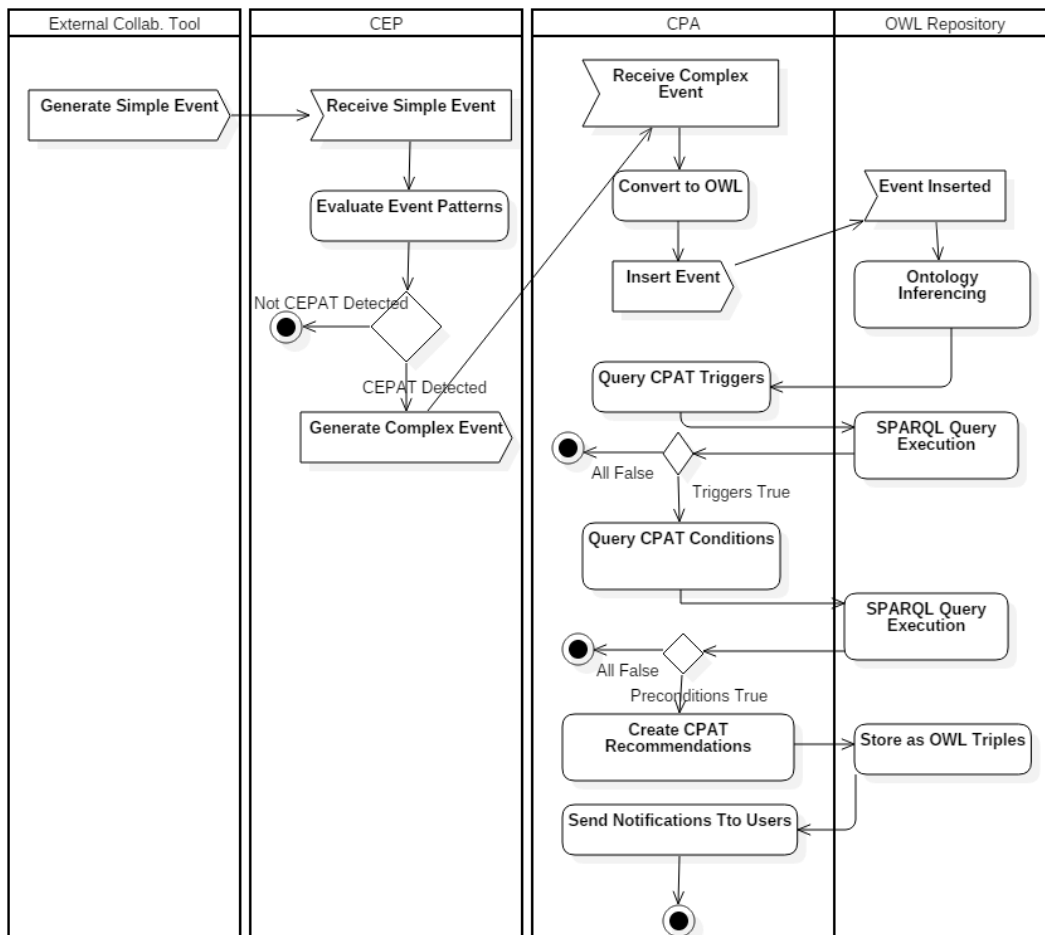 External Collab. Tool
CEP
CPA
OWL Repository
Generate Simple Event
Receive Simple Event
Receive Complex
Event
Evaluate Event Patterns
Convert to OWL
Event Inserted
Insert Event
Ontology
Inferencing
Not CEPAT Detected
CEPAT Detected
Generate Complex Event
Query CPAT Triggers
SPARQL Query
Execution
All False
Triggers True
Query CPAT Conditions
SPARQL Query
Execution
All False
Preconditions True
Create CPAT
Recommendations
Store as OWL Triples
Send Notifications Tto Users